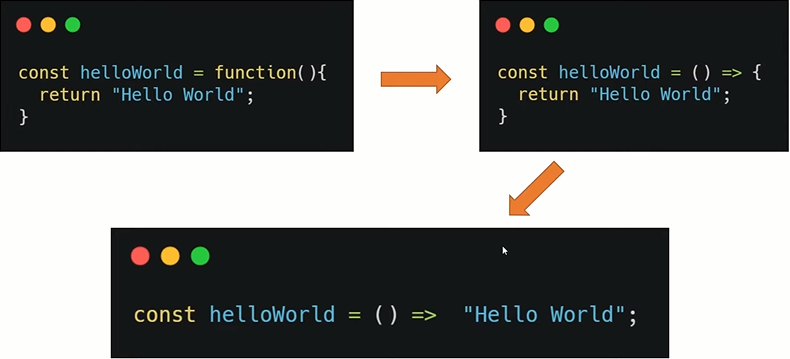 const helloWorld = function(){
  return "Hello World";
}
const helloWorld = () => {
  return "Hello World";
}
const helloWorld = () =>  "Hello World";